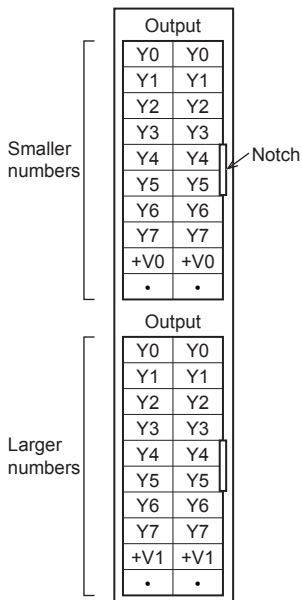 Output
Y0 Y0
Y1 Y1
Y2 Y2
Y3 Y3
Y4 Y4
Y5 Y5
Y6 Y6
Y7 Y7
+V0 +V0
• •
Smaller
numbers
Notch
Output
Y0 Y0
Y1 Y1
Y2 Y2
Y3 Y3
Y4 Y4
Y5 Y5
Y6 Y6
Y7 Y7
+V1 +V1
• •
Larger
numbers